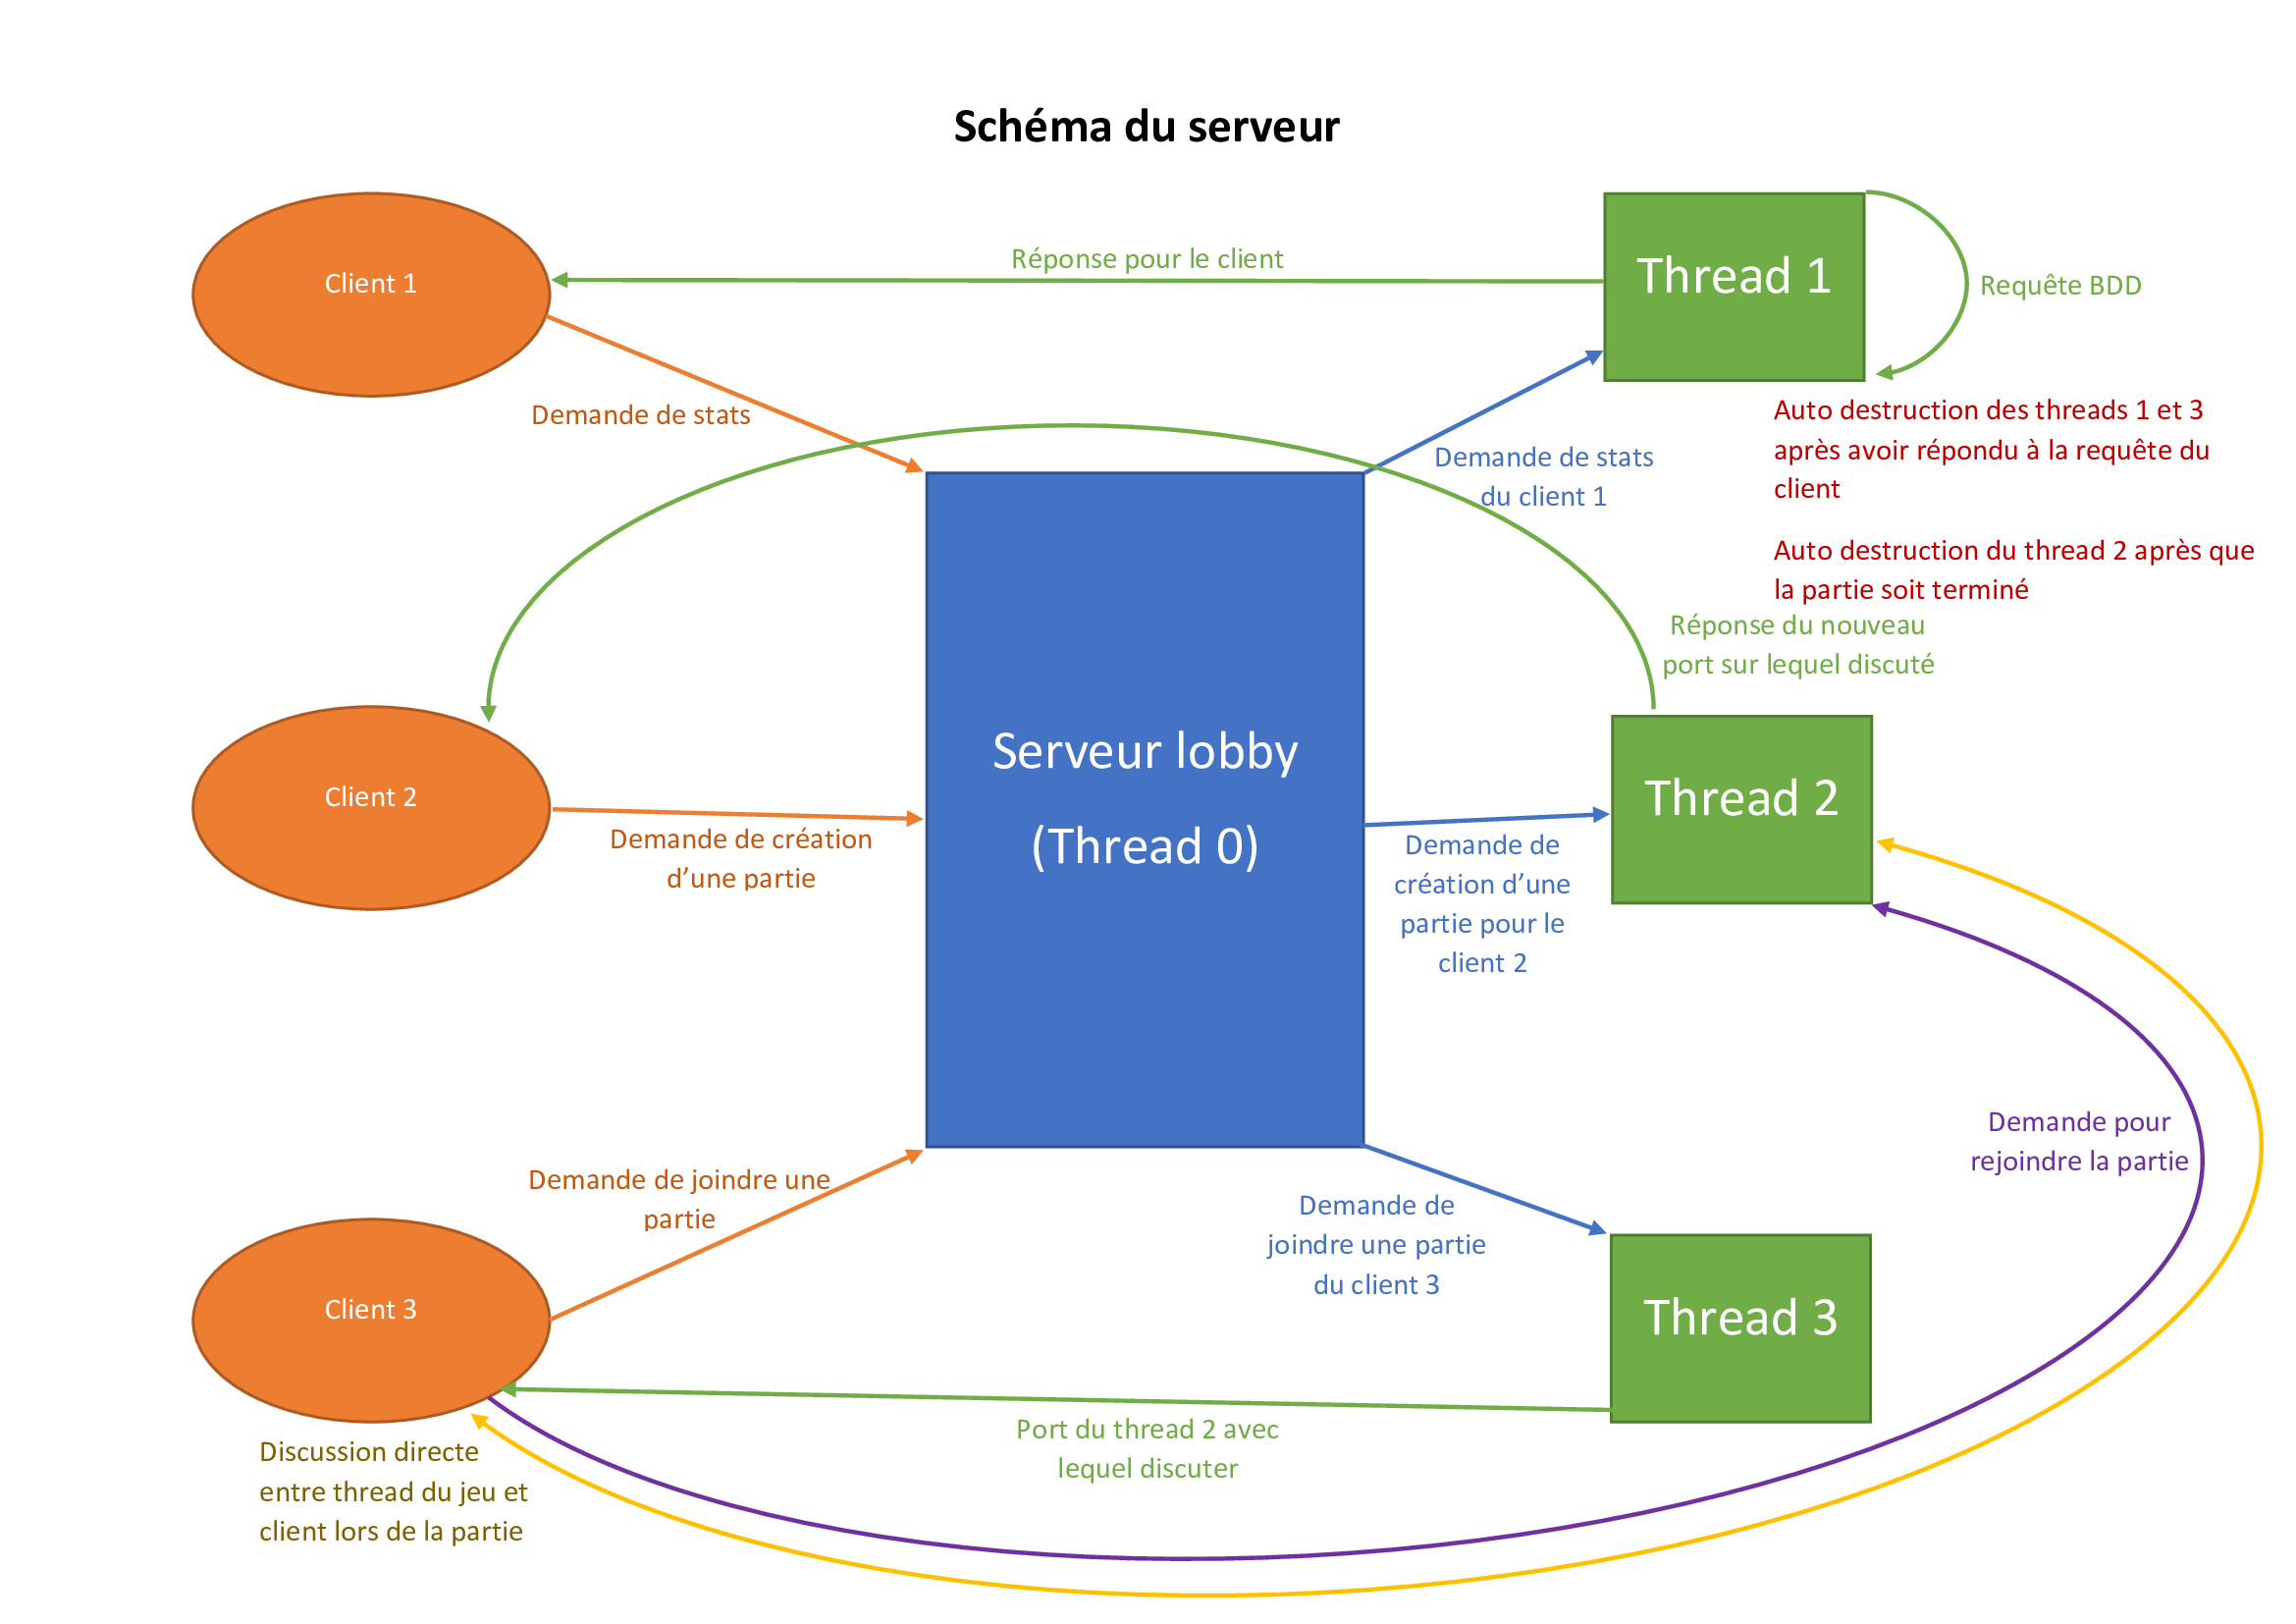 Schéma du serveur
Client 1
Réponse pour le client
Thread 1
Requête BDD
Demande de stats
Demande de stats
du client 1
Auto destruction des threads 1 et 3
après avoir répondu à la requête du
client
Auto destruction du thread 2 après que
la partie soit terminé
Réponse du nouveau
port sur lequel discuté
Client 2
Demande de création
d’une partie
Serveur lobby
(Thread 0)
Thread 2
Demande de
création d’une
partie pour le
client 2
Demande pour
rejoindre la partie
Demande de joindre une
partie
Demande de
joindre une partie
du client 3
Client 3
Thread 3
Port du thread 2 avec
lequel discuter
Discussion directe
entre thread du jeu et
client lors de la partie